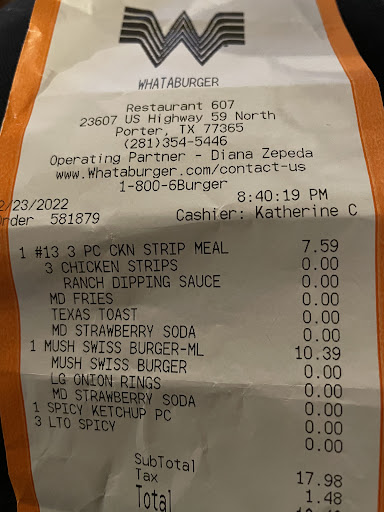 WHATABURGER
Restaurant 607
23607 US Highway 59 North
Porter, TX 77365
(281)354-5446
Operating Partner - Diana Zepeda
www.Whataburger.com/contact-us
1-800-6Burger
2/23/2022 8:40:19 PM
rder 581879 Cashier: Katherine C
1 #13 3 PC CKN STRIP MEAL 7.59
3 CHICKEN STRIPS 0.00
RANCH DIPPING SAUCE 0.00
MD FRIES 0.00
TEXAS TOAST 0.00
MD STRAWBERRY SODA 0.00
1 MUSH SWISS BURGER-ML 10.39
MUSH SWISS BURGER 0.00
LG ONION RINGS 0.00
MD STRAWBERRY SODA 0.00
1 SPICY KETCHUP PC 0.00
3 LTO SPICY 0.00
SubTotal 17.98
Tax 1.48
Total